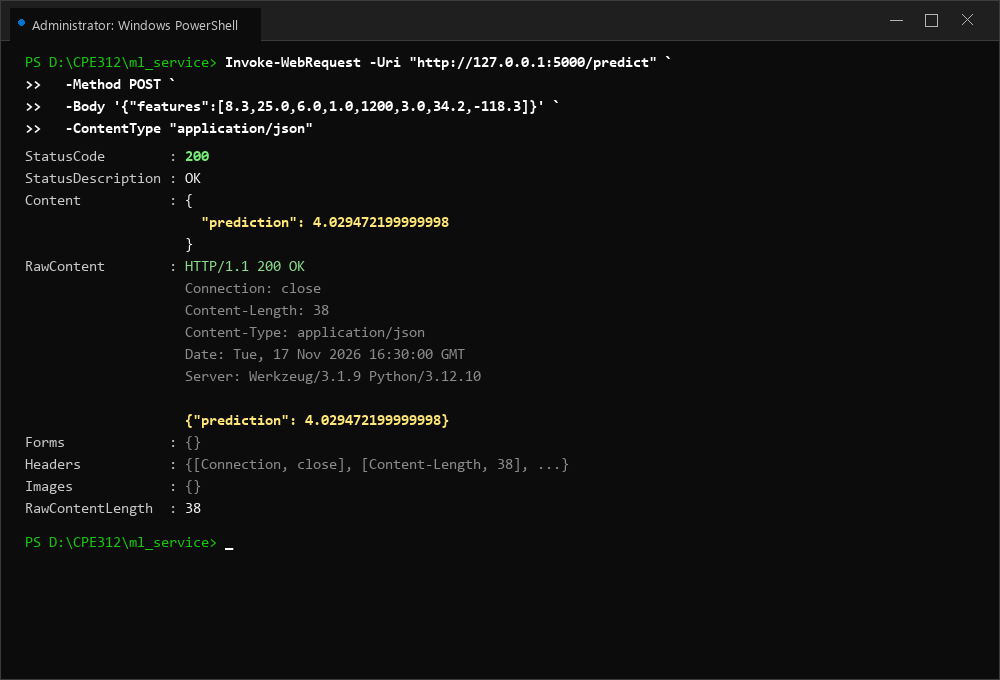 Administrator: Windows PowerShell
PS D:\CPE312\ml_service> Invoke-WebRequest -Uri "http://127.0.0.1:5000/predict" `
>>   -Method POST `
>>   -Body '{"features":[8.3,25.0,6.0,1.0,1200,3.0,34.2,-118.3]}' `
>>   -ContentType "application/json"
StatusCode        : 200
StatusDescription : OK
Content           : {
                      "prediction": 4.029472199999998
                    }
RawContent        : HTTP/1.1 200 OK
                    Connection: close
                    Content-Length: 38
                    Content-Type: application/json
                    Date: Tue, 17 Nov 2026 16:30:00 GMT
                    Server: Werkzeug/3.1.9 Python/3.12.10
                    {"prediction": 4.029472199999998}
Forms             : {}
Headers           : {[Connection, close], [Content-Length, 38], ...}
Images            : {}
RawContentLength  : 38
PS D:\CPE312\ml_service> _